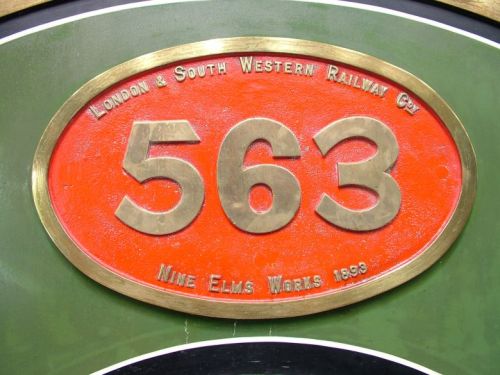 London & South Western Railway Coy
563
Nine Elms Works 1893